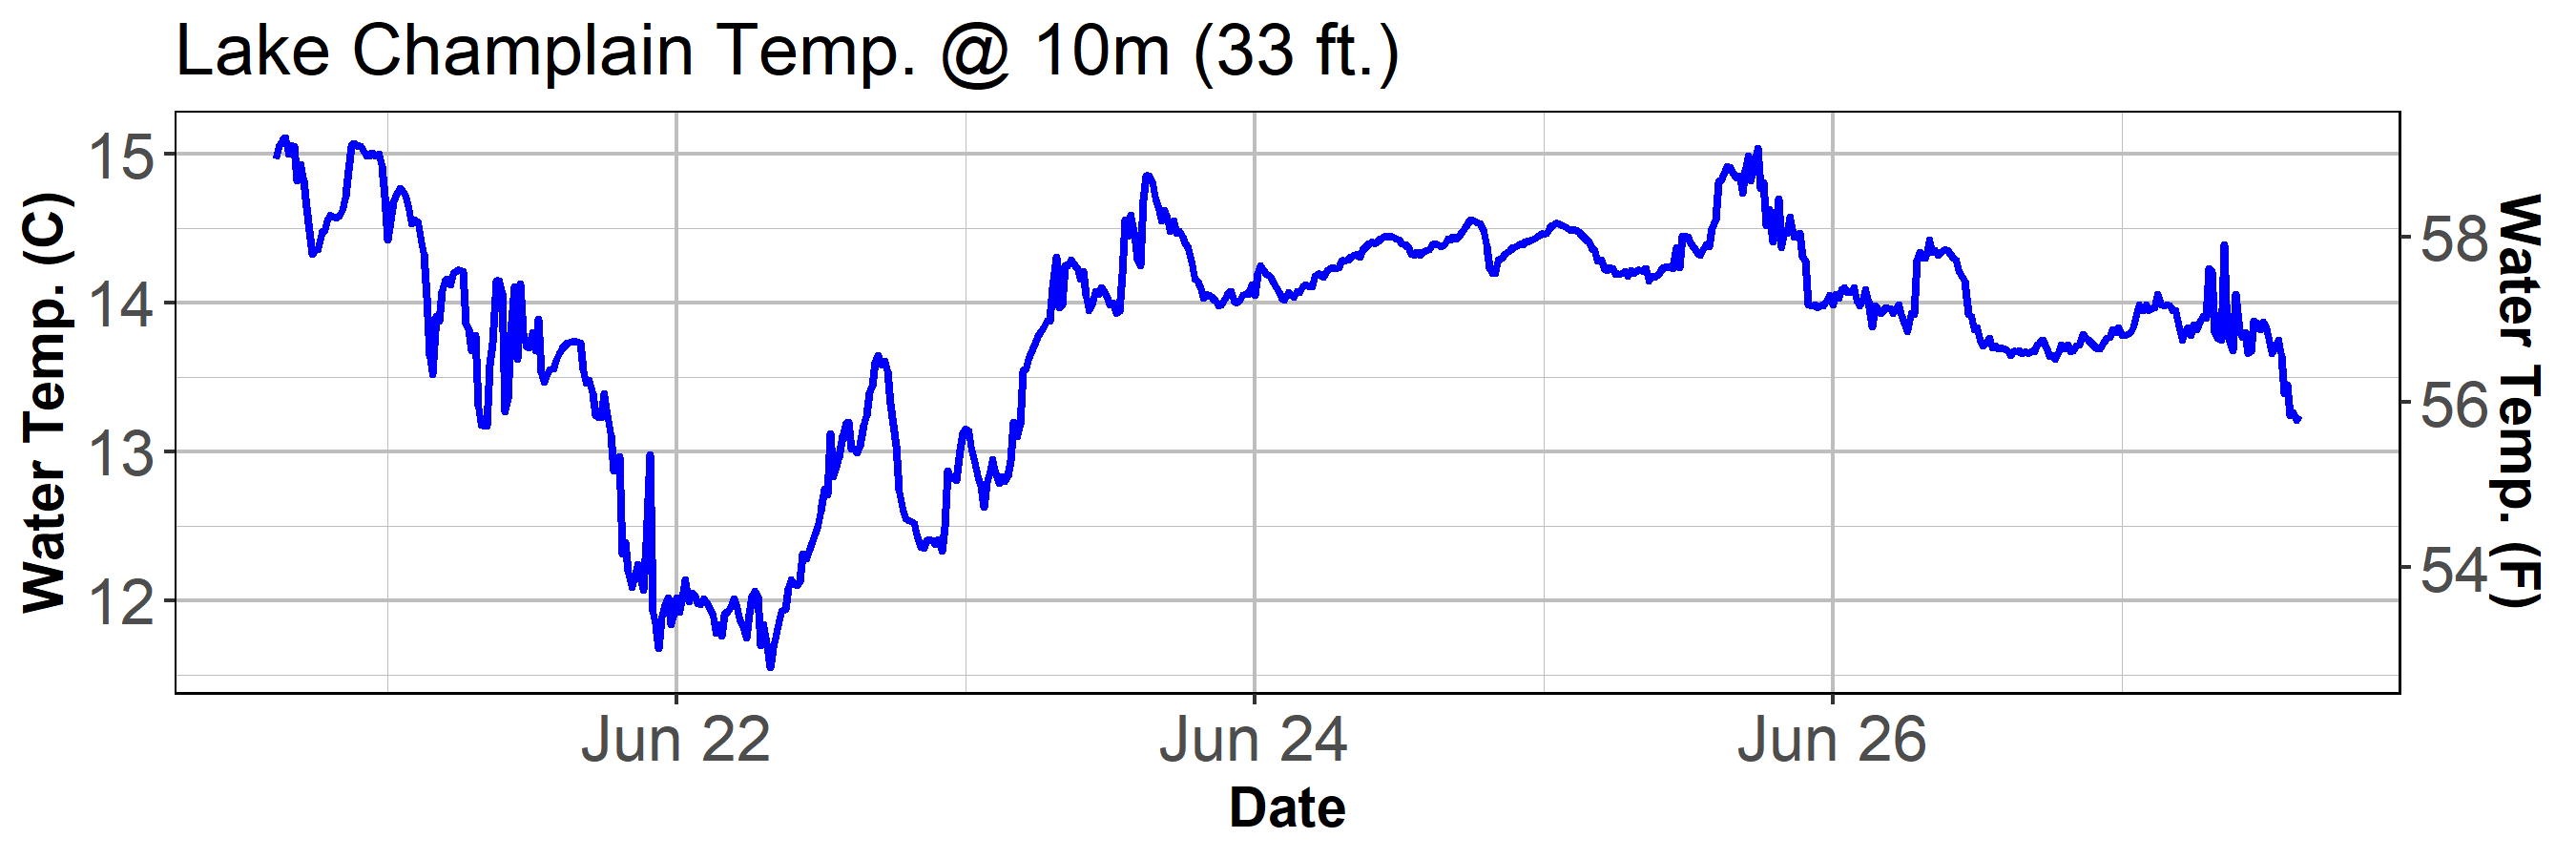 Lake Champlain Temp. @ 10m (33 ft.)
Water Temp. (C)
15
14
13
12
58
56
54
Water Temp. (F)
Jun 22
Jun 24
Jun 26
Date